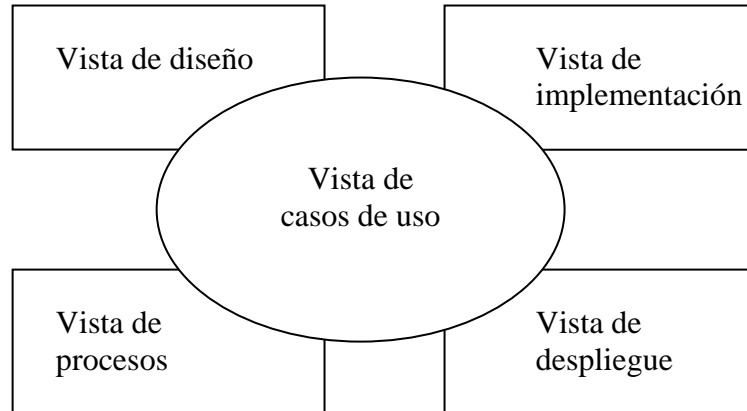 Vista de diseño
Vista de
implementación
Vista de
casos de uso
Vista de
procesos
Vista de
despliegue